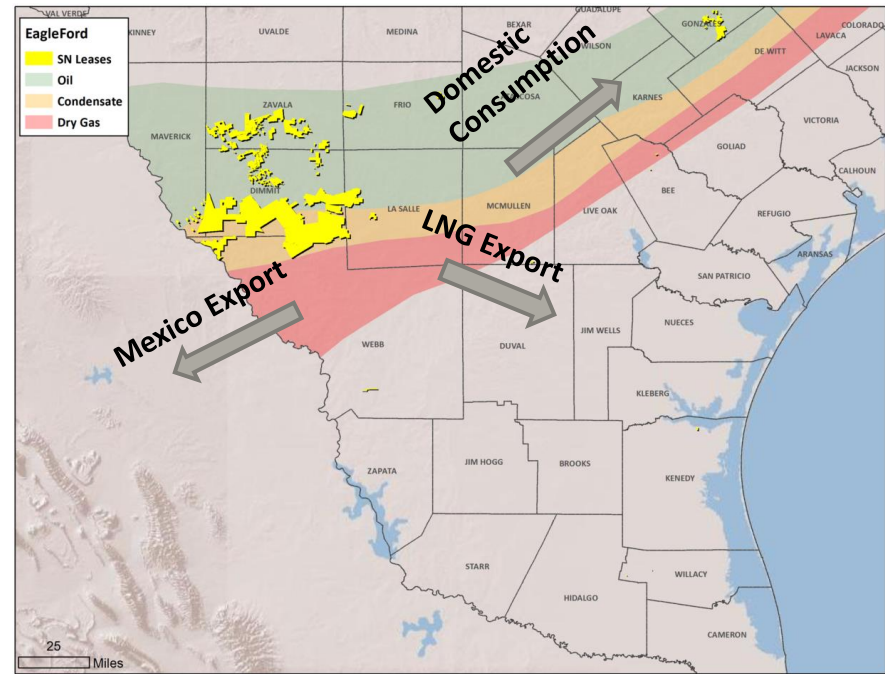 VAL VERDE
EagleFord
SN Leases
Oil
Condensate
Dry Gas
KINNEY
UVALDE
MEDINA
BEXAR
GUADALUPE
WILSON
GONZALES
COLORADO
LAVACA
DE WITT
JACKSON
Domestic
Consumption
MAVERICK
ZAVALA
FRIO
KARNES
VICTORIA
GOLIAD
CALHOUN
DIMMIT
LA SALLE
MCMULLEN
LIVE OAK
BEE
REFUGIO
ARANSAS
LNG Export
Mexico Export
SAN PATRICIO
WEBB
DUVAL
JIM WELLS
NUECES
KLEBERG
ZAPATA
JIM HOGG
BROOKS
KENEDY
STARR
HIDALGO
WILLACY
CAMERON
25
Miles